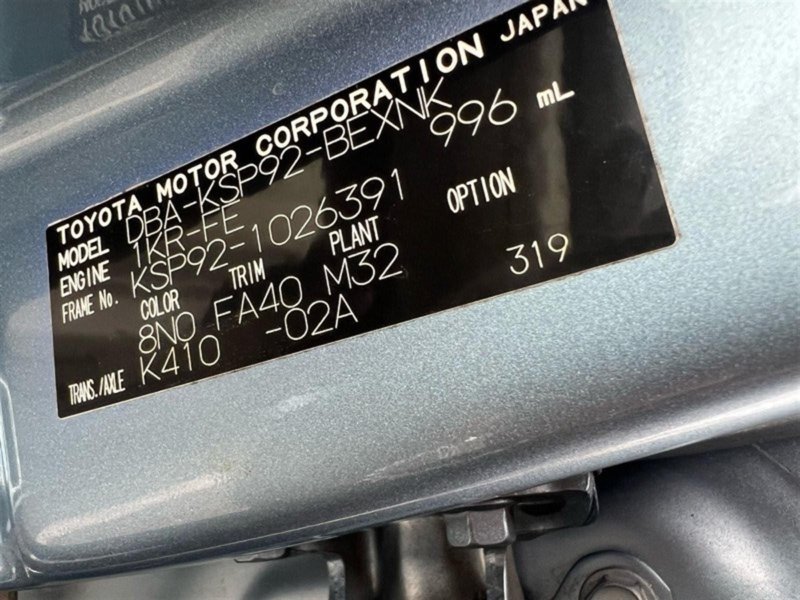 TOYOTA MOTOR CORPORATION JAPAN
MODEL DBA-KSP92-BEXNK
ENGINE 1KR-FE 996 mL
FRAME No. KSP92-1026391
COLOR TRIM PLANT OPTION
8N0 FA40 M32 319
TRANS./AXLE K410 -02A